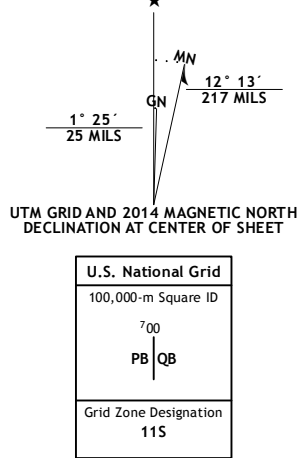 MN
GN
12° 13´
217 MILS
1° 25´
25 MILS
UTM GRID AND 2014 MAGNETIC NORTH
DECLINATION AT CENTER OF SHEET
U.S. National Grid
100,000-m Square ID
⁷00
PB QB
Grid Zone Designation
11S